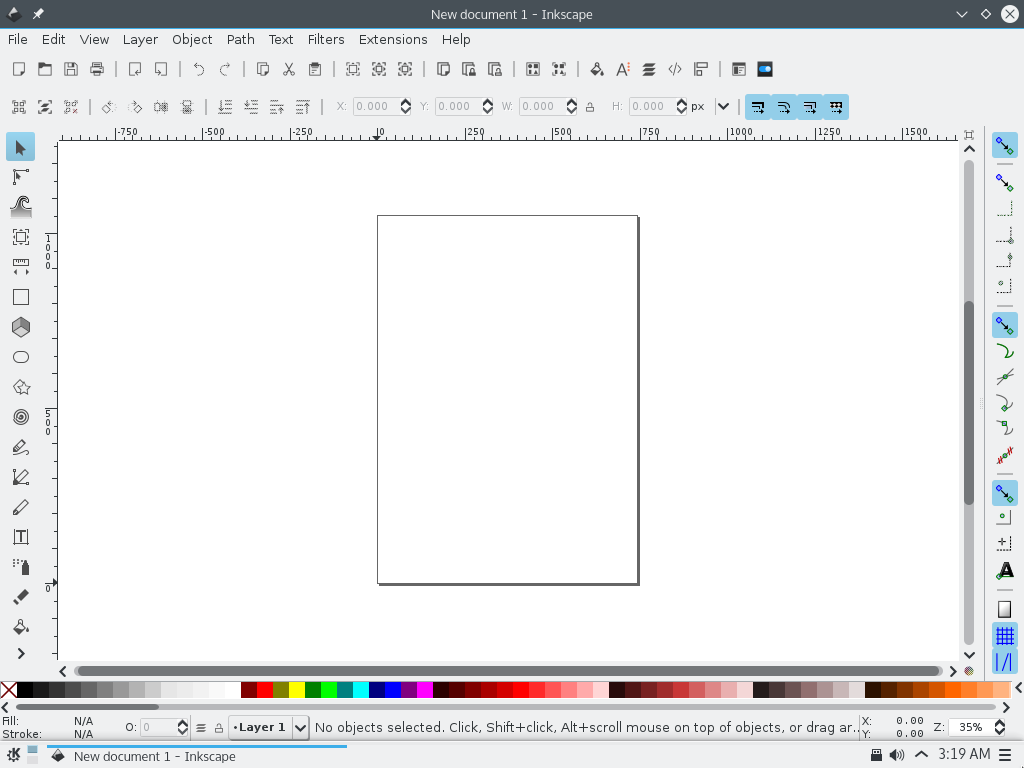 New document 1 - Inkscape
File Edit View Layer Object Path Text Filters Extensions Help
X: 0.000 Y: 0.000 W: 0.000 H: 0.000 px
-750 -500 -250 0 250 500 750 1000 1250 1500
1000
500
0
Fill: N/A O: 0 Layer 1 No objects selected. Click, Shift+click, Alt+scroll mouse on top of objects, or drag ar... X: 0.00 Z: 35%
Stroke: N/A Y: 0.00
New document 1 - Inkscape 3:19 AM